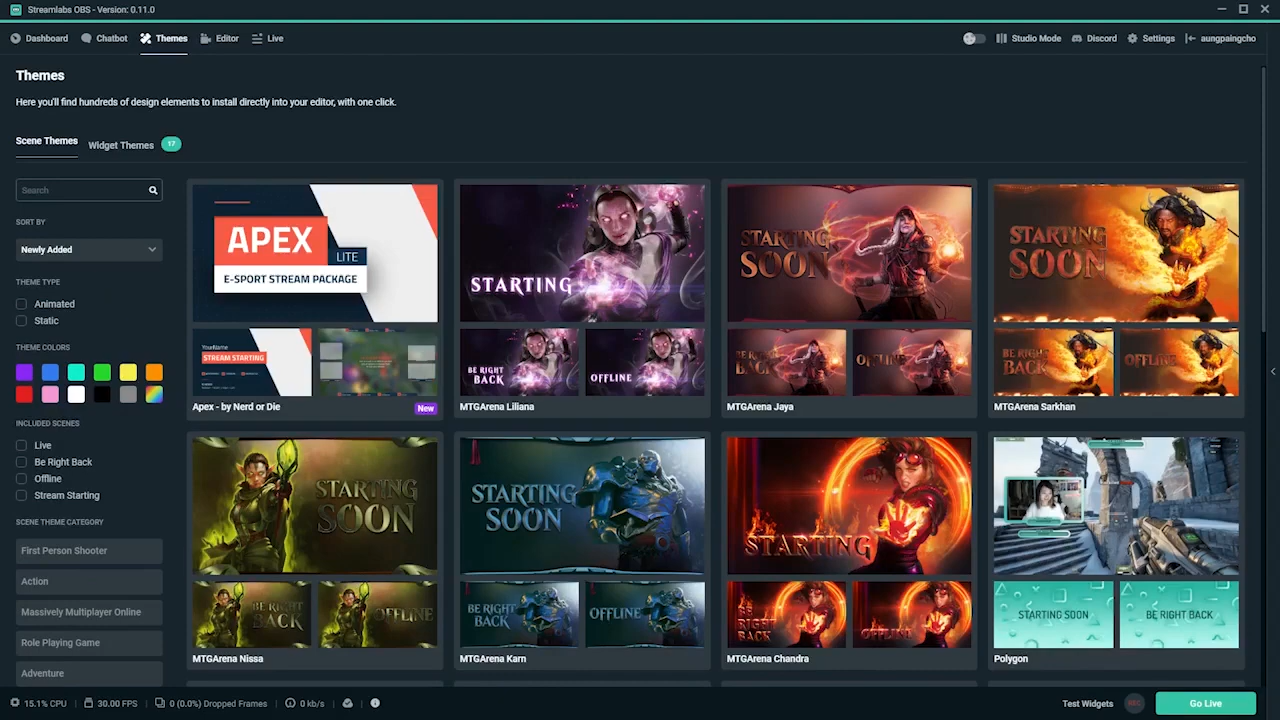 Streamlabs OBS - Version: 0.11.0
Dashboard
Chatbot
Themes
Editor
Live
Studio Mode
Discord
Settings
aungpaingcho
Themes
Here you'll find hundreds of design elements to install directly into your editor, with one click.
Scene Themes
Widget Themes
17
Search
SORT BY
Newly Added
THEME TYPE
Animated
Static
THEME COLORS
INCLUDED SCENES
Live
Be Right Back
Offline
Stream Starting
SCENE THEME CATEGORY
First Person Shooter
Action
Massively Multiplayer Online
Role Playing Game
Adventure
APEX
LITE
E-SPORT STREAM PACKAGE
YourName
STREAM STARTING
Apex - by Nerd or Die
New
STARTING
BE RIGHT
BACK
OFFLINE
MTGArena Liliana
STARTING
SOON
BE RIGHT
BACK
OFFLINE
MTGArena Jaya
STARTING
SOON
BE RIGHT
BACK
OFFLINE
MTGArena Sarkhan
STARTING
SOON
BE RIGHT
BACK
OFFLINE
MTGArena Nissa
STARTING
SOON
BE RIGHT
BACK
OFFLINE
MTGArena Karn
STARTING
BE RIGHT
BACK
OFFLINE
MTGArena Chandra
STARTING SOON
BE RIGHT BACK
Polygon
15.1% CPU
30.00 FPS
0 (0.0%) Dropped Frames
0 kb/s
Test Widgets
REC
Go Live